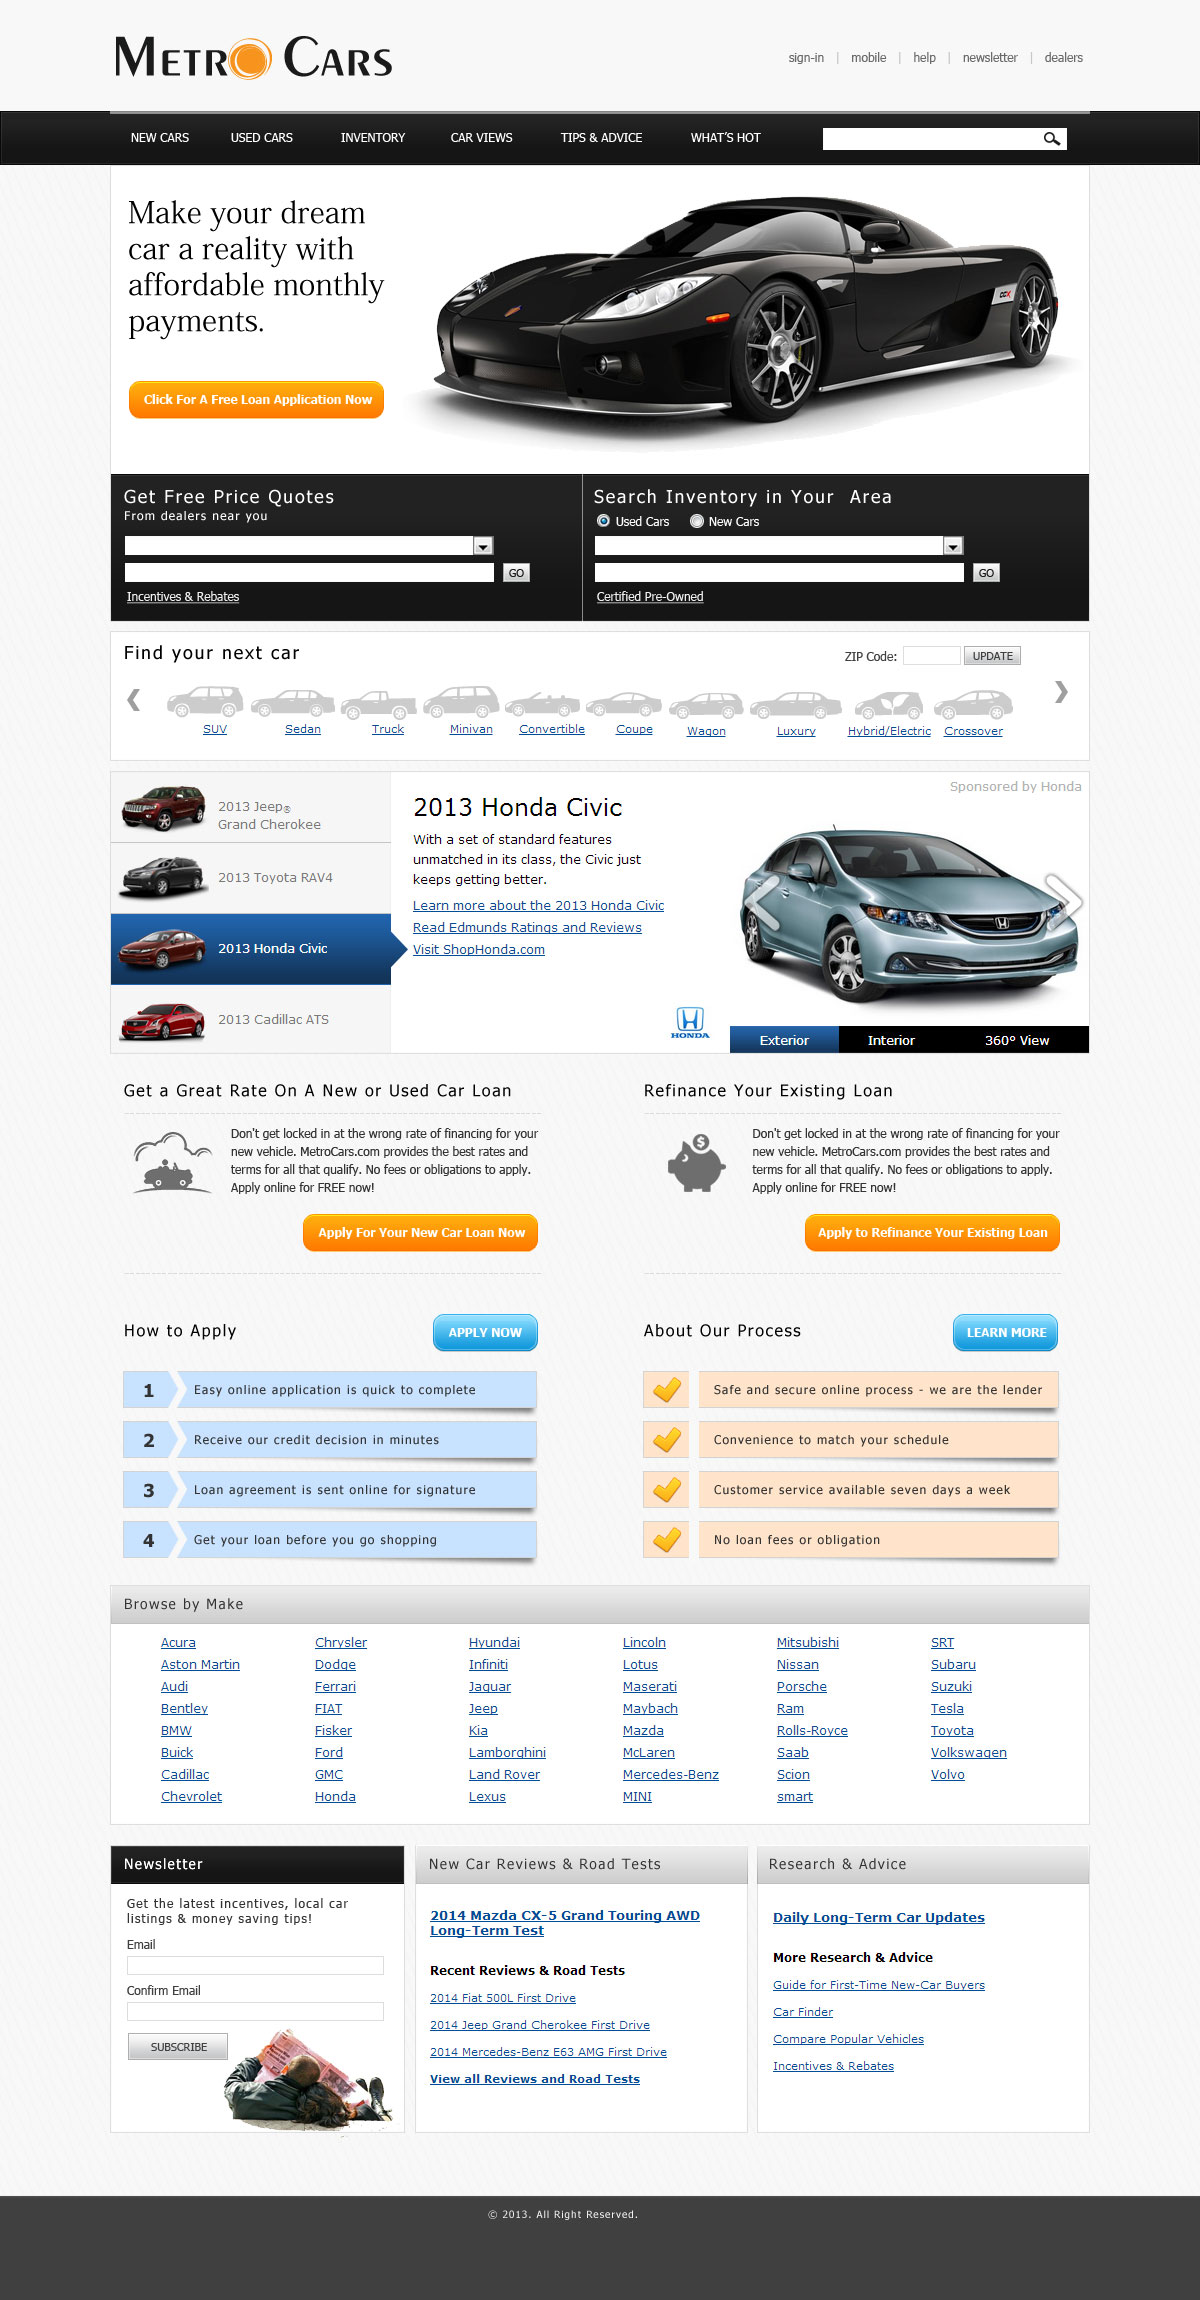 METRO CARS
sign-in | mobile | help | newsletter | dealers
NEW CARS USED CARS INVENTORY CAR VIEWS TIPS & ADVICE WHAT'S HOT
Make your dream
car a reality with
affordable monthly
payments.
CCX
Click For A Free Loan Application Now
Get Free Price Quotes
From dealers near you
GO
Incentives & Rebates
Search Inventory in Your Area
Used Cars New Cars
GO
Certified Pre-Owned
Find your next car
ZIP Code: UPDATE
SUV Sedan Truck Minivan Convertible Coupe Wagon Luxury Hybrid/Electric Crossover
2013 Jeep®
Grand Cherokee
2013 Toyota RAV4
2013 Honda Civic
2013 Cadillac ATS
Sponsored by Honda
2013 Honda Civic
With a set of standard features
unmatched in its class, the Civic just
keeps getting better.
Learn more about the 2013 Honda Civic
Read Edmunds Ratings and Reviews
Visit ShopHonda.com
HONDA
Exterior Interior 360° View
Get a Great Rate On A New or Used Car Loan
Don't get locked in at the wrong rate of financing for your
new vehicle. MetroCars.com provides the best rates and
terms for all that qualify. No fees or obligations to apply.
Apply online for FREE now!
Apply For Your New Car Loan Now
Refinance Your Existing Loan
$
Don't get locked in at the wrong rate of financing for your
new vehicle. MetroCars.com provides the best rates and
terms for all that qualify. No fees or obligations to apply.
Apply online for FREE now!
Apply to Refinance Your Existing Loan
How to Apply
APPLY NOW
1 Easy online application is quick to complete
2 Receive our credit decision in minutes
3 Loan agreement is sent online for signature
4 Get your loan before you go shopping
About Our Process
LEARN MORE
Safe and secure online process - we are the lender
Convenience to match your schedule
Customer service available seven days a week
No loan fees or obligation
Browse by Make
Acura Chrysler Hyundai Lincoln Mitsubishi SRT
Aston Martin Dodge Infiniti Lotus Nissan Subaru
Audi Ferrari Jaguar Maserati Porsche Suzuki
Bentley FIAT Jeep Maybach Ram Tesla
BMW Fisker Kia Mazda Rolls-Royce Toyota
Buick Ford Lamborghini McLaren Saab Volkswagen
Cadillac GMC Land Rover Mercedes-Benz Scion Volvo
Chevrolet Honda Lexus MINI smart
Newsletter
Get the latest incentives, local car
listings & money saving tips!
Email
Confirm Email
SUBSCRIBE
New Car Reviews & Road Tests
2014 Mazda CX-5 Grand Touring AWD
Long-Term Test
Recent Reviews & Road Tests
2014 Fiat 500L First Drive
2014 Jeep Grand Cherokee First Drive
2014 Mercedes-Benz E63 AMG First Drive
View all Reviews and Road Tests
Research & Advice
Daily Long-Term Car Updates
More Research & Advice
Guide for First-Time New-Car Buyers
Car Finder
Compare Popular Vehicles
Incentives & Rebates
© 2013. All Right Reserved.